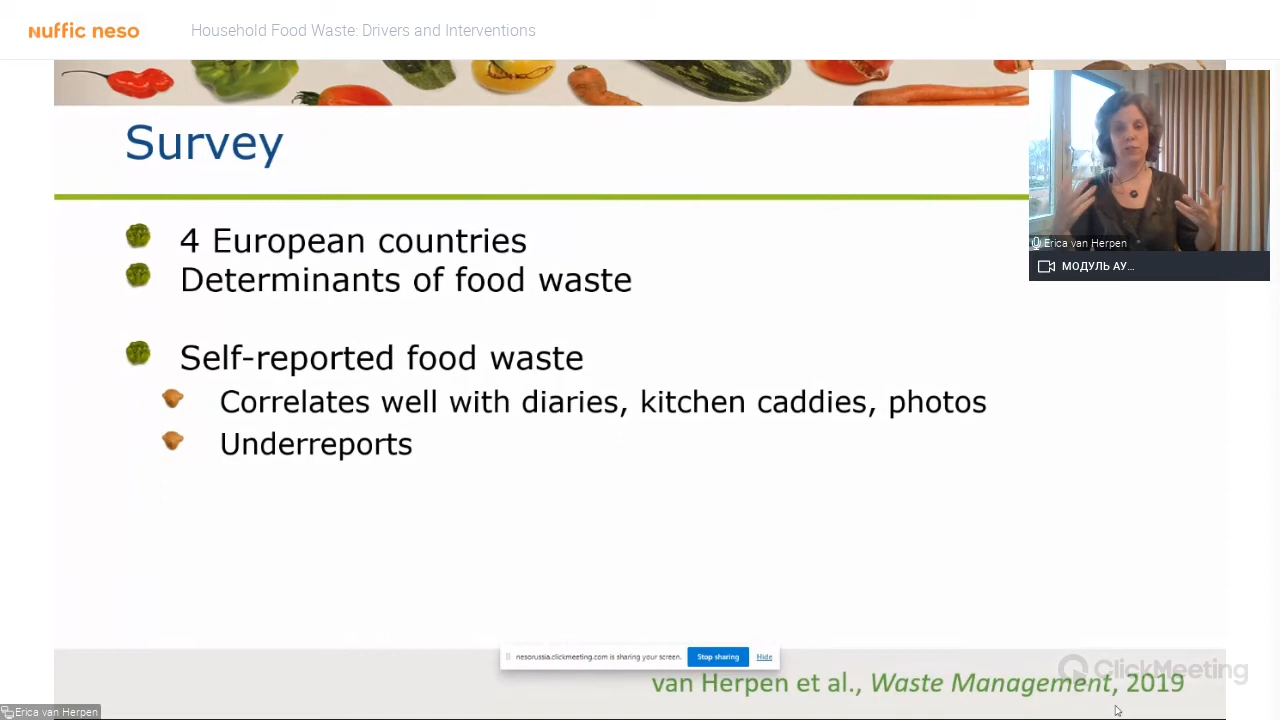 nuffic neso
Household Food Waste: Drivers and Interventions
Survey
4 European countries
Determinants of food waste
Self-reported food waste
Correlates well with diaries, kitchen caddies, photos
Underreports
Erica van Herpen
МОДУЛЬ АУ...
nesorussia.clickmeeting.com is sharing your screen.
Stop sharing
Hide
ClickMeeting
van Herpen et al., Waste Management, 2019
Erica van Herpen